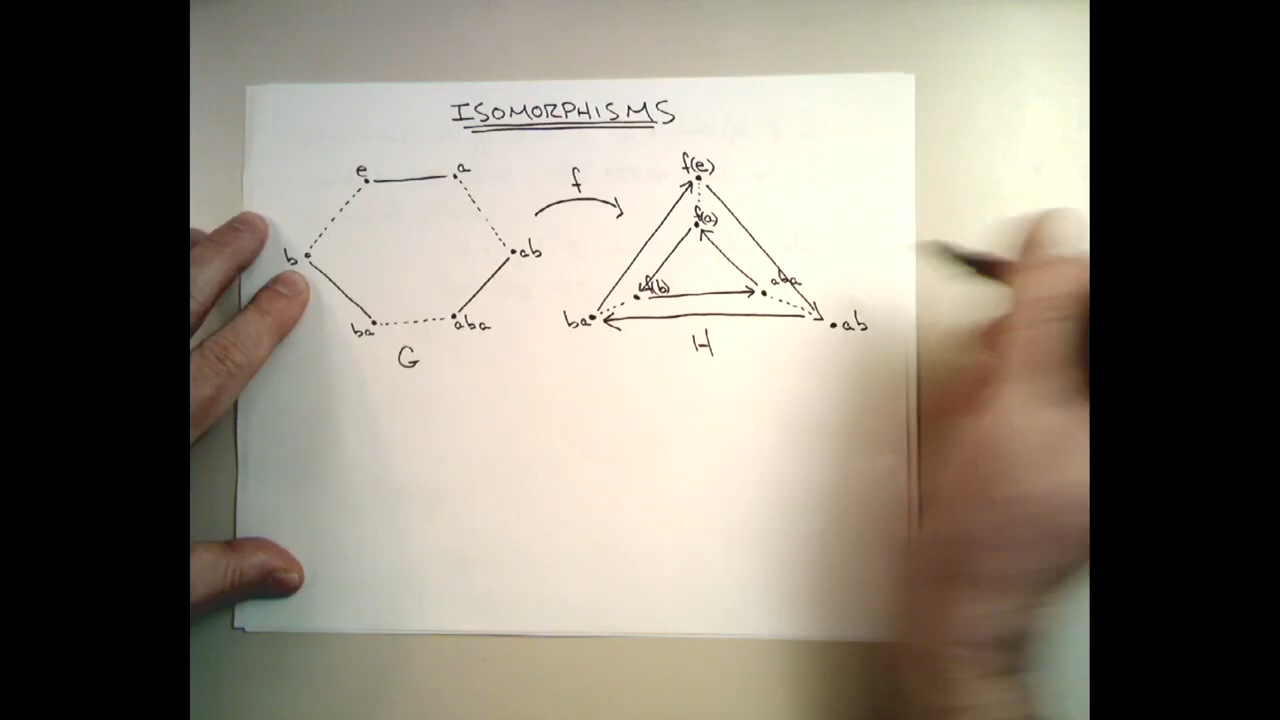 ISOMORPHISMS
e a
b ab
ba aba
G
f
f(e)
f(a)
f(b) aba
ba ab
H